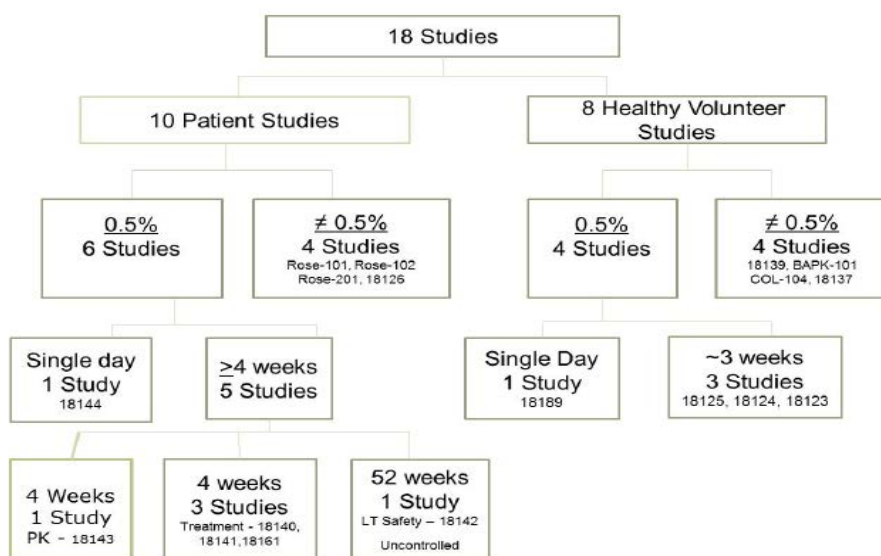 18 Studies
10 Patient Studies
8 Healthy Volunteer
Studies
0.5%
6 Studies
≠ 0.5%
4 Studies
Rose-101, Rose-102
Rose-201, 18126
0.5%
4 Studies
≠ 0.5%
4 Studies
18139, BAPK-101
COL-104, 18137
Single day
1 Study
18144
≥4 weeks
5 Studies
Single Day
1 Study
18189
~3 weeks
3 Studies
18125, 18124, 18123
4 Weeks
1 Study
PK - 18143
4 weeks
3 Studies
Treatment - 18140,
18141,18161
52 weeks
1 Study
LT Safety – 18142
Uncontrolled